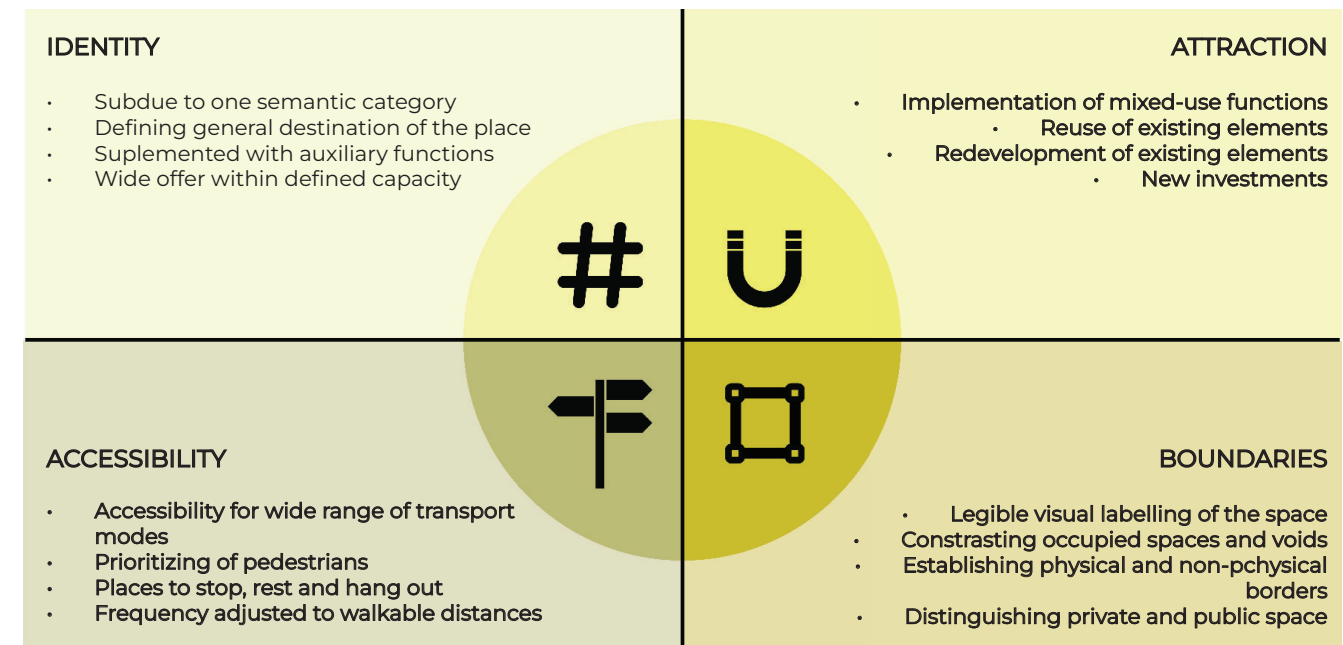 IDENTITY
• Subdue to one semantic category
• Defining general destination of the place
• Suplemented with auxiliary functions
• Wide offer within defined capacity
ATTRACTION
• Implementation of mixed-use functions
• Reuse of existing elements
• Redevelopment of existing elements
• New investments
#
ACCESSIBILITY
• Accessibility for wide range of transport
modes
• Prioritizing of pedestrians
• Places to stop, rest and hang out
• Frequency adjusted to walkable distances
BOUNDARIES
• Legible visual labelling of the space
• Constrasting occupied spaces and voids
• Establishing physical and non-pchysical
borders
• Distinguishing private and public space